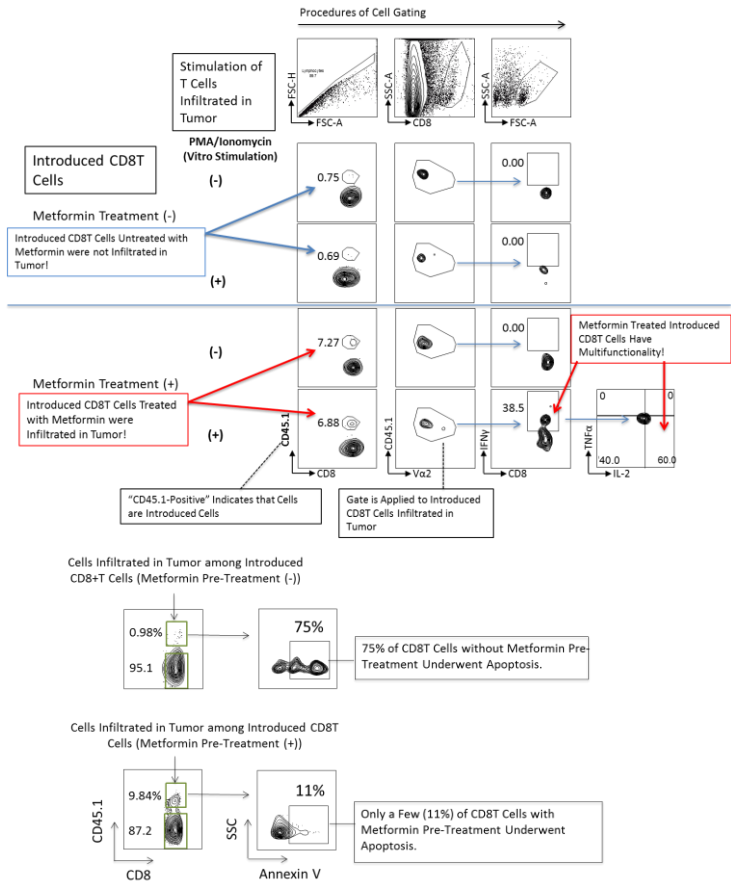 Procedures of Cell Gating
Stimulation of
T Cells
Infiltrated in
Tumor
FSC-H
FSC-A
SSC-A
CD8
SSC-A
FSC-A
PMA/Ionomycin
(Vitro Stimulation)
Introduced CD8T
Cells
(-)
0.75
0.00
Metformin Treatment (-)
Introduced CD8T Cells Untreated with
Metformin were not Infiltrated in
Tumor!
(+)
0.69
0.00
(-)
7.27
0.00
Metformin Treated Introduced
CD8T Cells Have
Multifunctionality!
Metformin Treatment (+)
Introduced CD8T Cells Treated
with Metformin were
Infiltrated in Tumor!
(+)
6.88
38.5
0
0
40.0
60.0
CD45.1
CD8
CD45.1
Vα2
IFNγ
CD8
TNFα
IL-2
"CD45.1-Positive" Indicates that Cells
are Introduced Cells
Gate is Applied to Introduced
CD8T Cells Infiltrated in
Tumor
Cells Infiltrated in Tumor among Introduced
CD8+T Cells (Metformin Pre-Treatment (-))
0.98%
95.1
75%
75% of CD8T Cells without Metformin Pre-
Treatment Underwent Apoptosis.
Cells Infiltrated in Tumor among Introduced CD8T
Cells (Metformin Pre-Treatment (+))
9.84%
87.2
11%
Only a Few (11%) of CD8T Cells with
Metformin Pre-Treatment Underwent
Apoptosis.
CD45.1
CD8
SSC
Annexin V